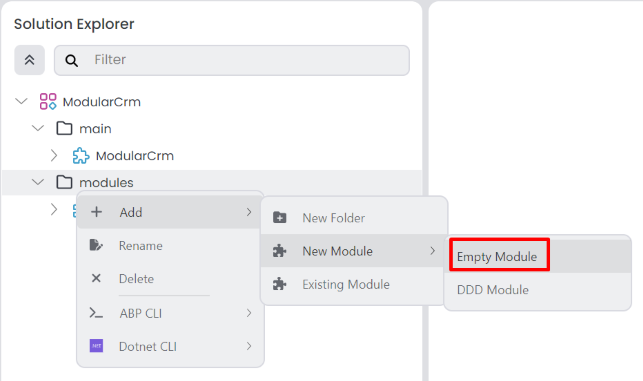 Solution Explorer
Filter
ModularCrm
main
ModularCrm
modules
Add
New Folder
Rename
New Module
Empty Module
Delete
Existing Module
DDD Module
ABP CLI
Dotnet CLI